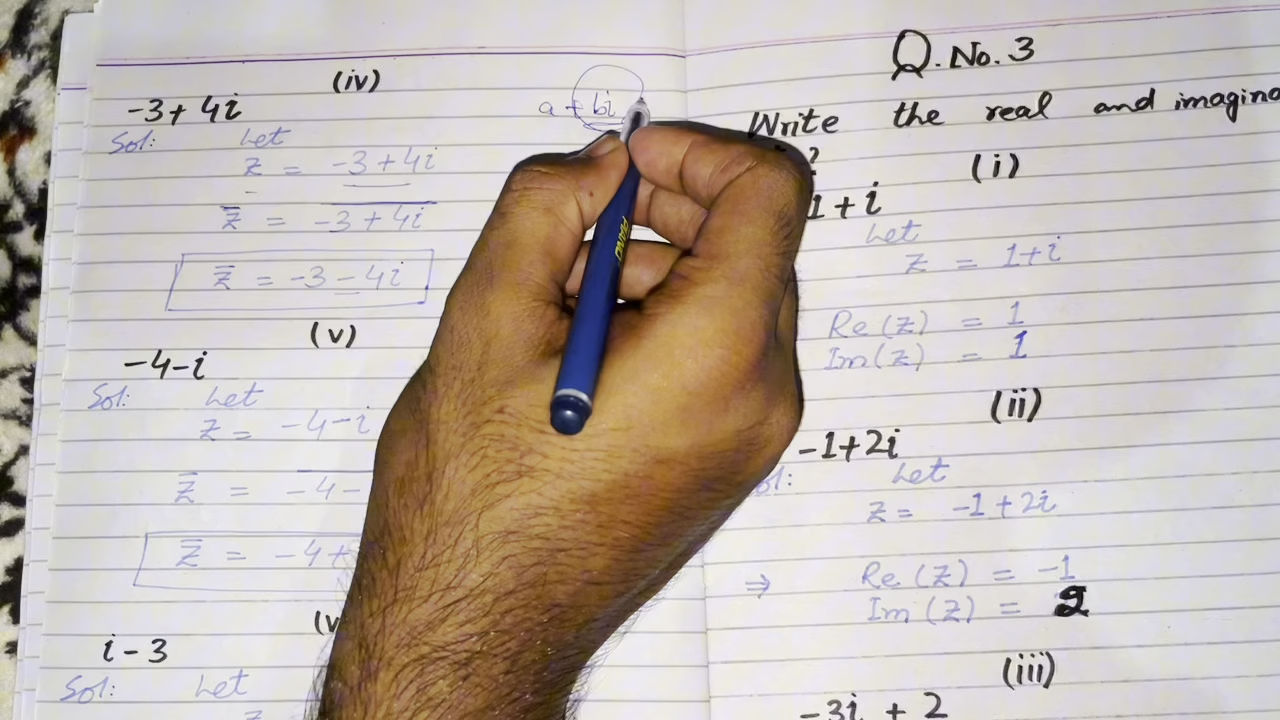 (iv)
a + bi
-3+4i
Sol: Let
z = -3+4i
z̄ = -3+4i
z̄ = -3-4i
(v)
-4-i
Sol: Let
z = -4-i
z̄ = -4-
z̄ = -4+
i-3
Sol: Let
Q. No. 3
Write the real and imagina
?
(i)
1+i
Let
z = 1+i
Re(z) = 1
Im(z) = 1
(ii)
-1+2i
Let
z = -1+2i
⇒ Re(z) = -1
Im(z) = 2
(iii)
-3i + 2